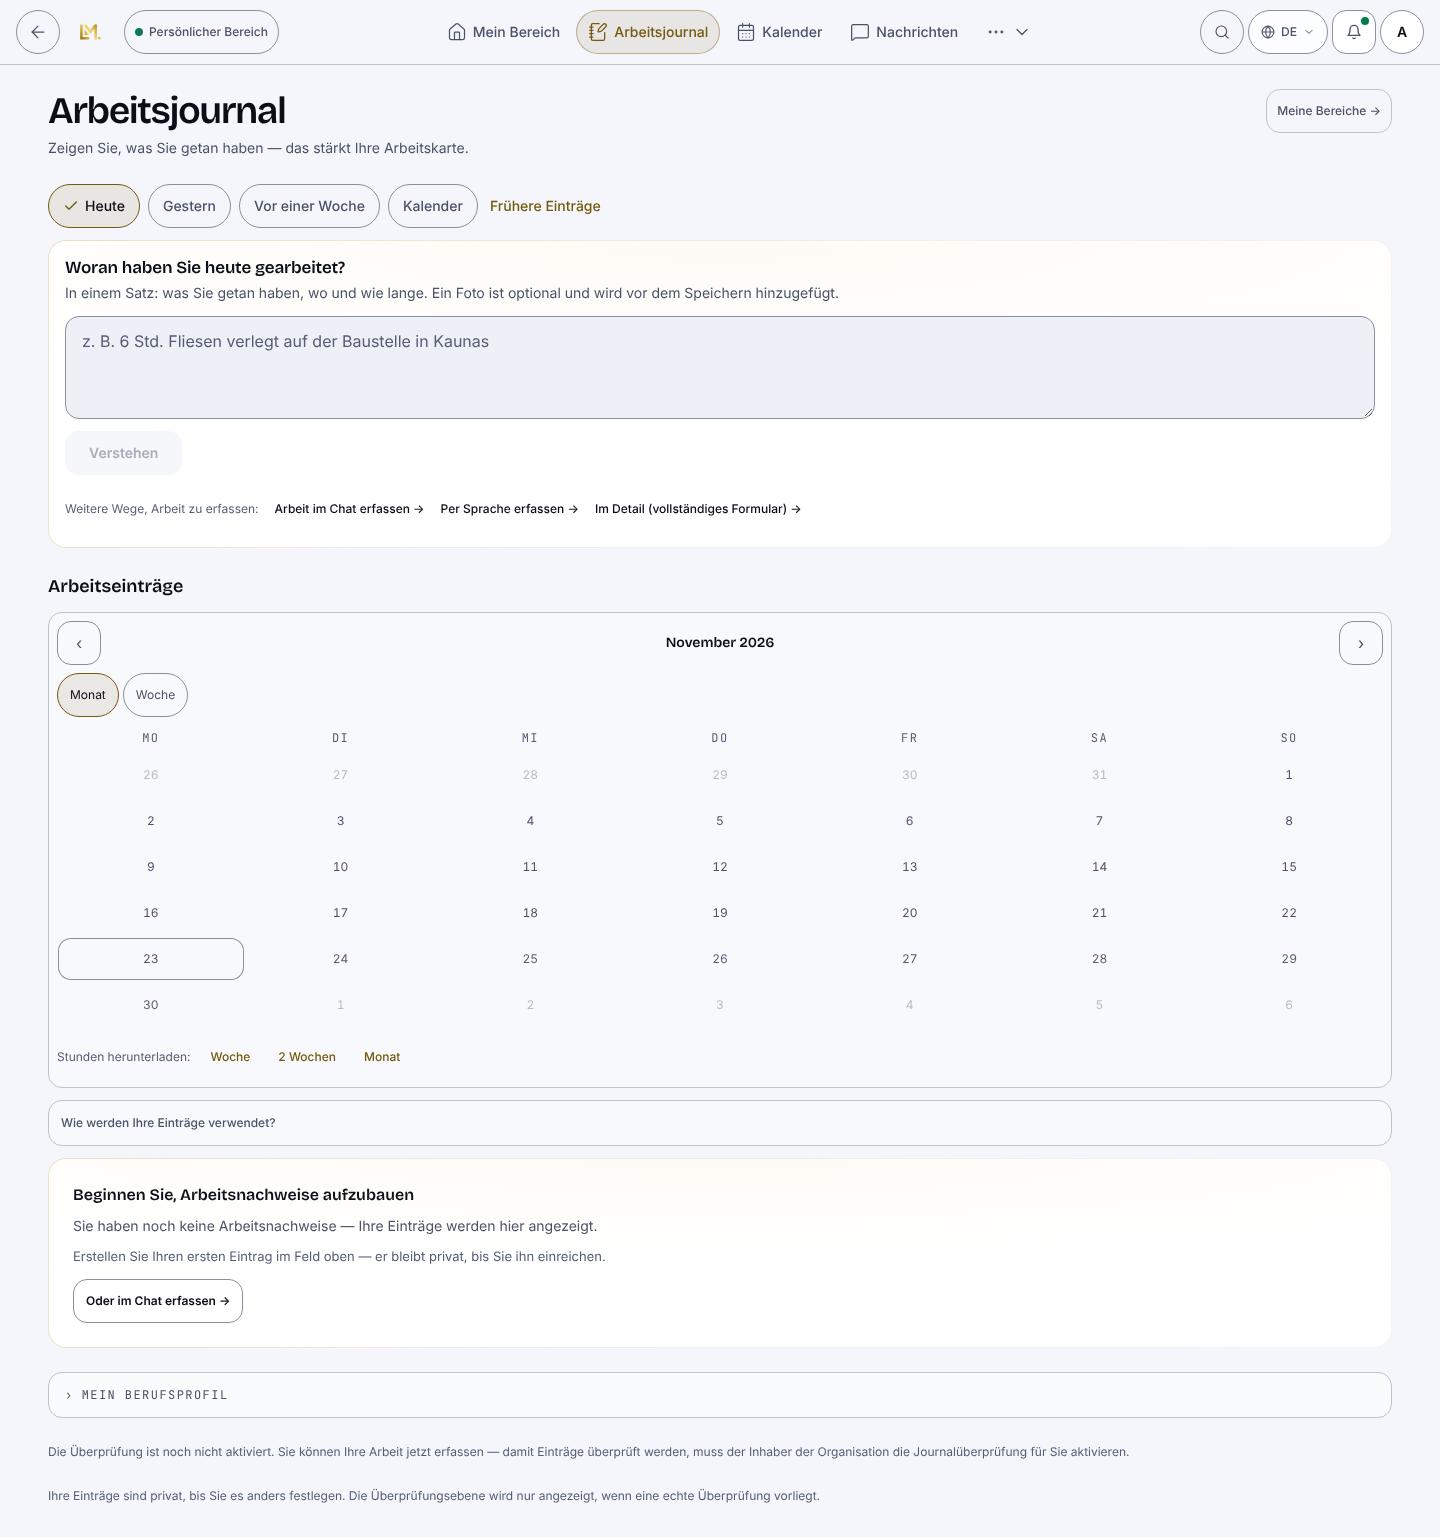 LM.
Persönlicher Bereich
Mein Bereich
Arbeitsjournal
Kalender
Nachrichten
DE
A
Arbeitsjournal
Meine Bereiche →
Zeigen Sie, was Sie getan haben — das stärkt Ihre Arbeitskarte.
Heute
Gestern
Vor einer Woche
Kalender
Frühere Einträge
Woran haben Sie heute gearbeitet?
In einem Satz: was Sie getan haben, wo und wie lange. Ein Foto ist optional und wird vor dem Speichern hinzugefügt.
z. B. 6 Std. Fliesen verlegt auf der Baustelle in Kaunas
Verstehen
Weitere Wege, Arbeit zu erfassen: Arbeit im Chat erfassen → Per Sprache erfassen → Im Detail (vollständiges Formular) →
Arbeitseinträge
‹ November 2026 ›
Monat Woche
MO DI MI DO FR SA SO
26 27 28 29 30 31 1
2 3 4 5 6 7 8
9 10 11 12 13 14 15
16 17 18 19 20 21 22
23 24 25 26 27 28 29
30 1 2 3 4 5 6
Stunden herunterladen: Woche 2 Wochen Monat
Wie werden Ihre Einträge verwendet?
Beginnen Sie, Arbeitsnachweise aufzubauen
Sie haben noch keine Arbeitsnachweise — Ihre Einträge werden hier angezeigt.
Erstellen Sie Ihren ersten Eintrag im Feld oben — er bleibt privat, bis Sie ihn einreichen.
Oder im Chat erfassen →
› MEIN BERUFSPROFIL
Die Überprüfung ist noch nicht aktiviert. Sie können Ihre Arbeit jetzt erfassen — damit Einträge überprüft werden, muss der Inhaber der Organisation die Journalüberprüfung für Sie aktivieren.
Ihre Einträge sind privat, bis Sie es anders festlegen. Die Überprüfungsebene wird nur angezeigt, wenn eine echte Überprüfung vorliegt.